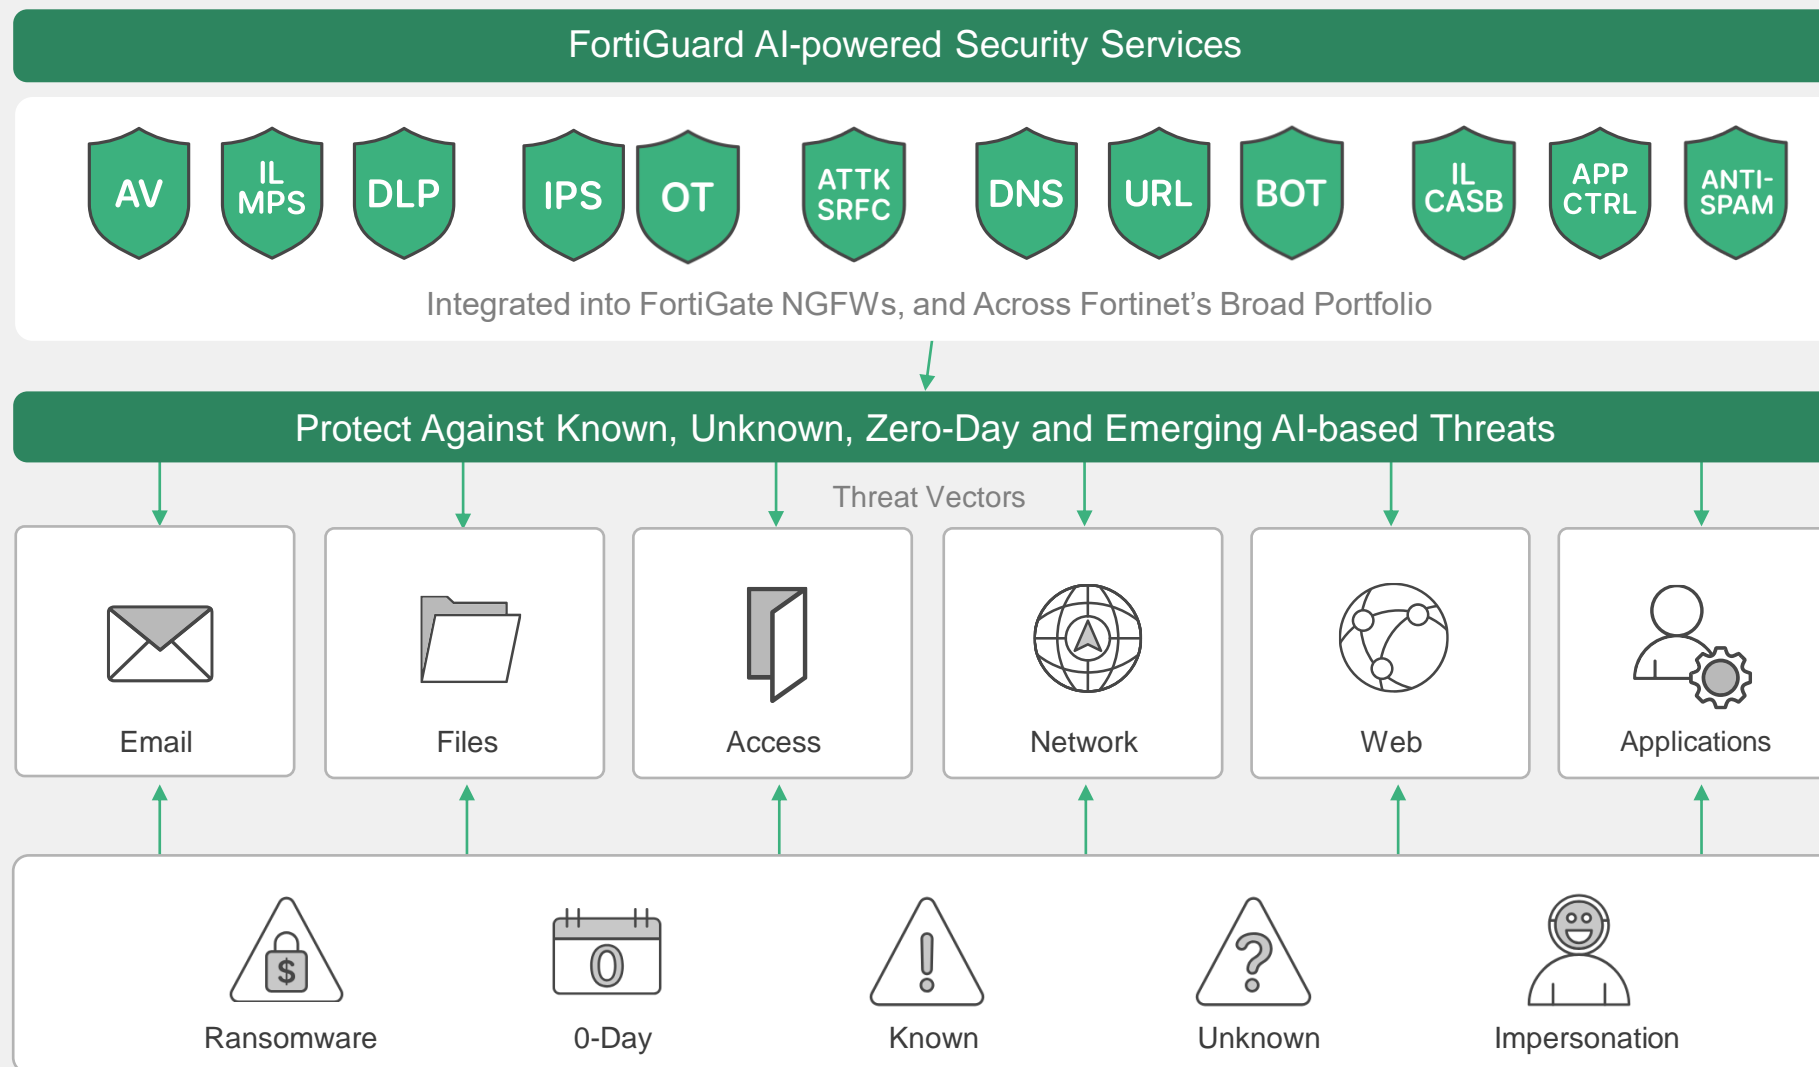 FortiGuard AI-powered Security Services
AV
IL
MPS
DLP
IPS
OT
ATTK
SRFC
DNS
URL
BOT
IL
CASB
APP
CTRL
ANTI-
SPAM
Integrated into FortiGate NGFWs, and Across Fortinet’s Broad Portfolio
Protect Against Known, Unknown, Zero-Day and Emerging AI-based Threats
Threat Vectors
Email
Files
Access
Network
Web
Applications
$
0
!
?
Ransomware
0-Day
Known
Unknown
Impersonation